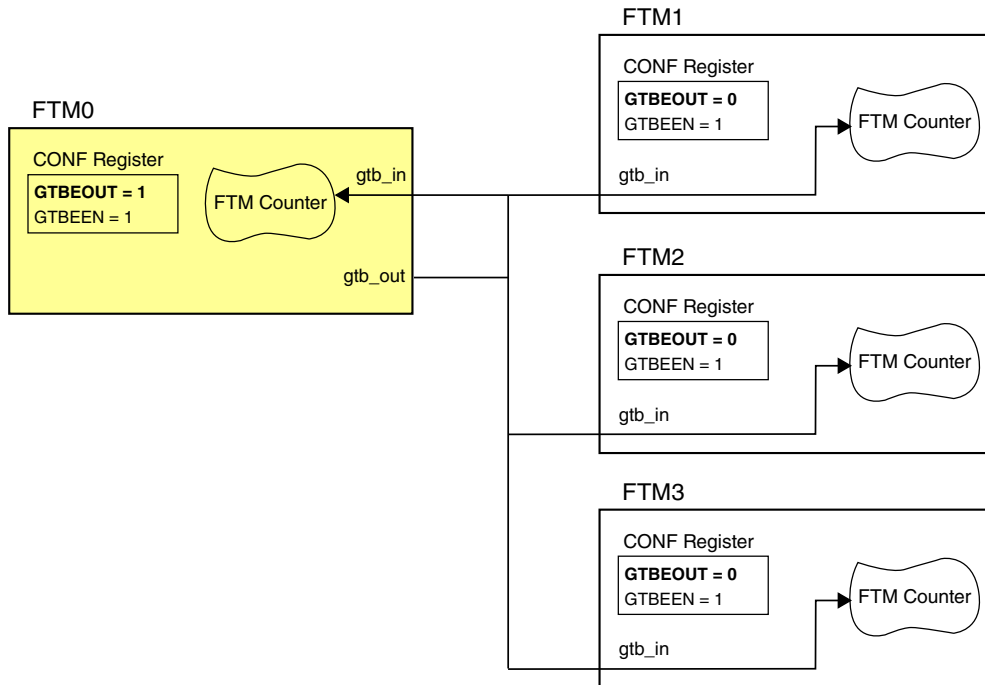 FTM0
CONF Register
GTBEOUT = 1
GTBEEN = 1
FTM Counter
gtb_in
gtb_out
FTM1
CONF Register
GTBEOUT = 0
GTBEEN = 1
FTM Counter
gtb_in
FTM2
CONF Register
GTBEOUT = 0
GTBEEN = 1
FTM Counter
gtb_in
FTM3
CONF Register
GTBEOUT = 0
GTBEEN = 1
FTM Counter
gtb_in